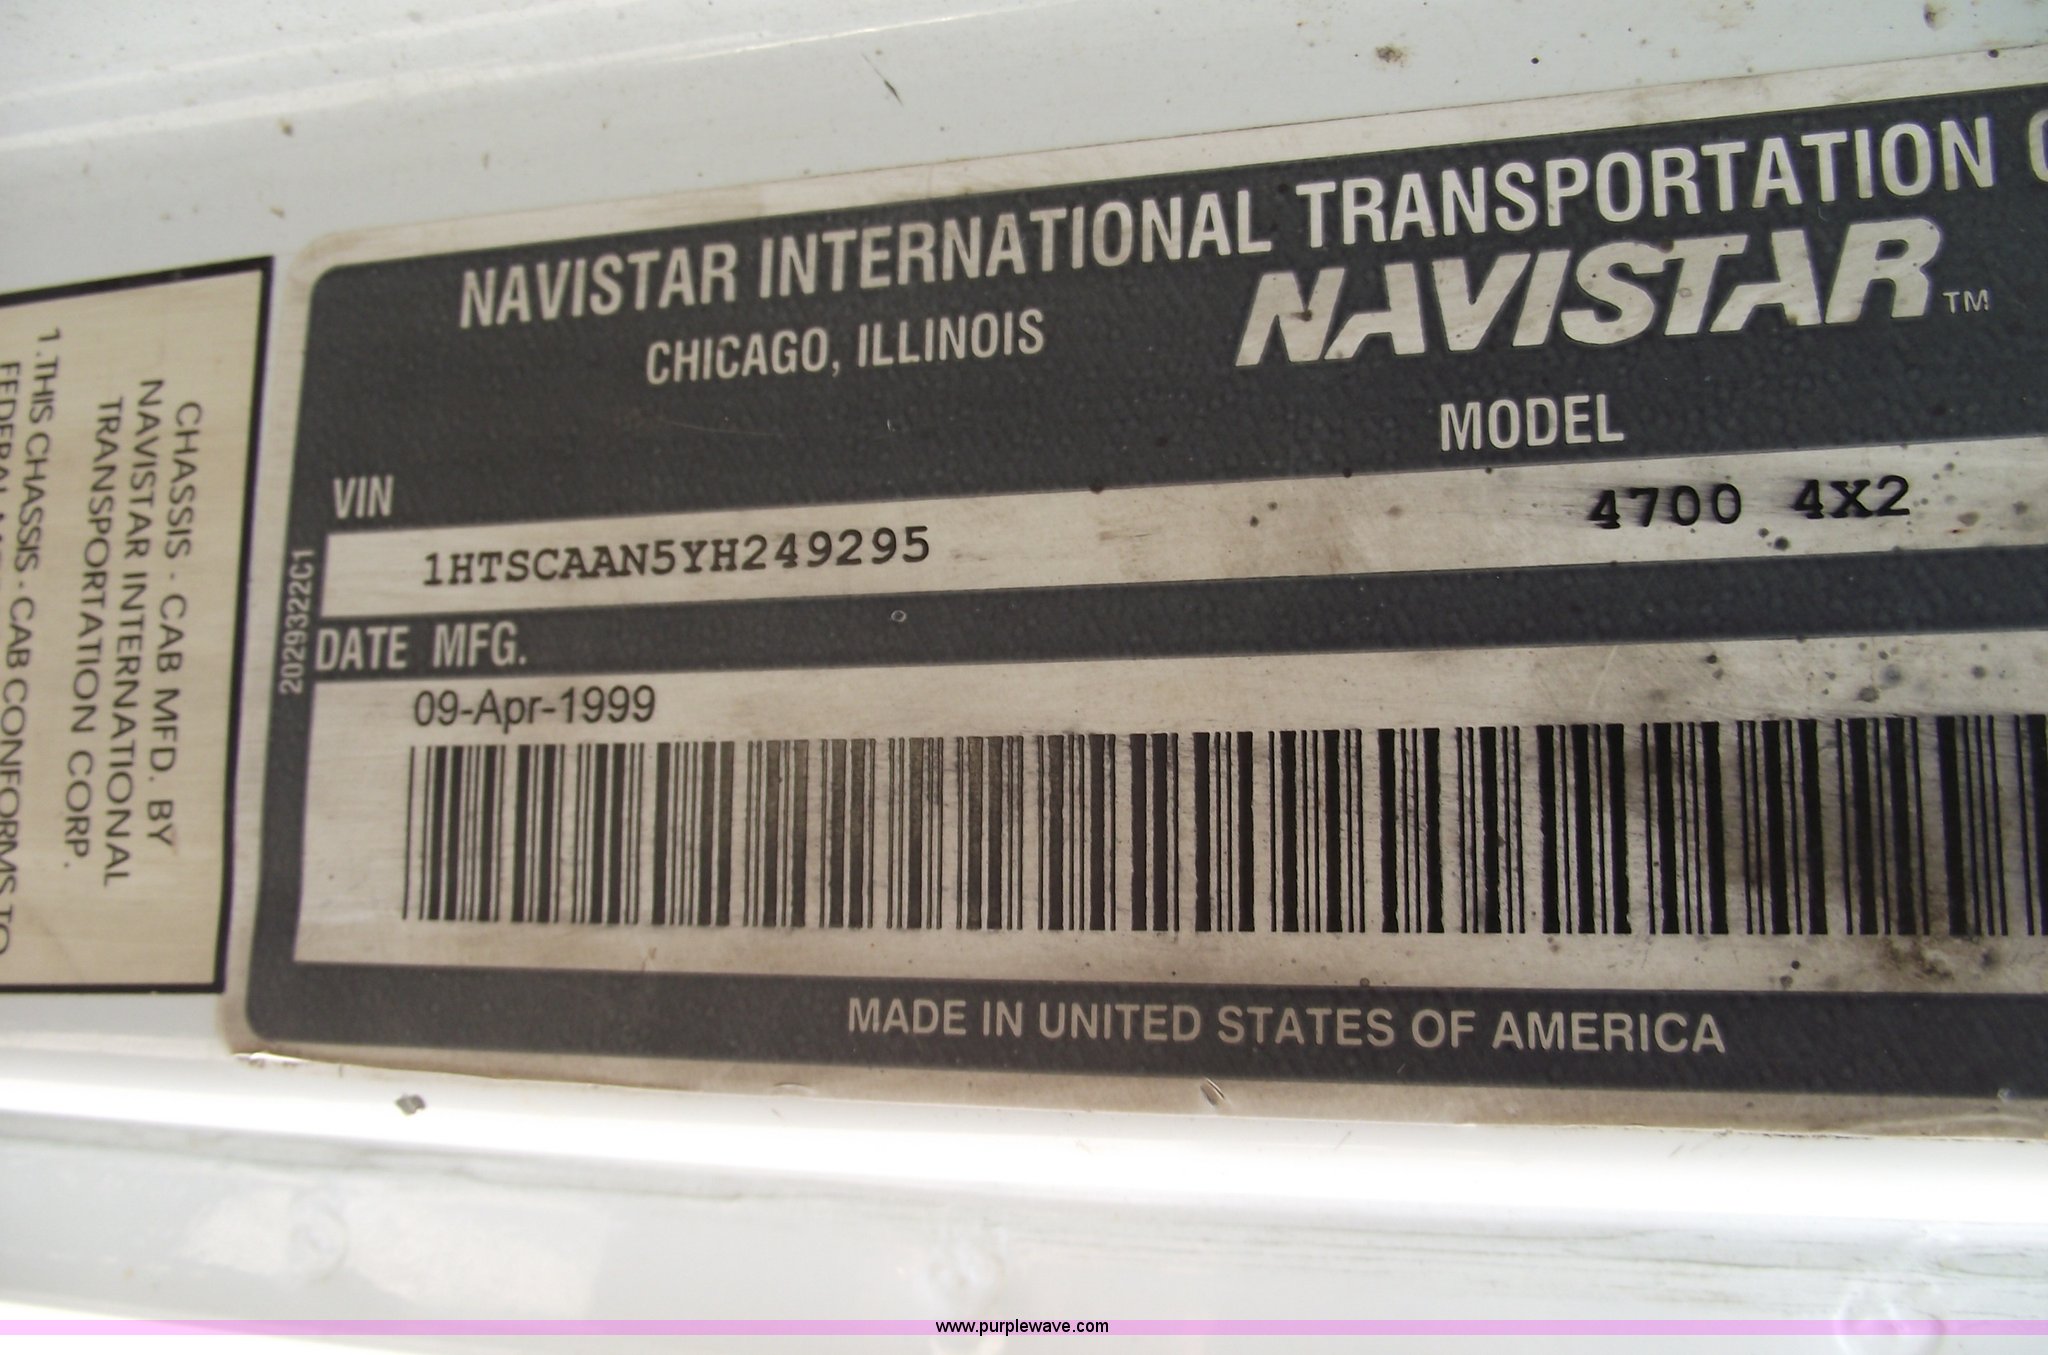 NAVISTAR INTERNATIONAL TRANSPORTATION
CHICAGO, ILLINOIS
NAVISTAR™
MODEL
VIN
1HTSCAAN5YH249295
4700 4X2
DATE MFG.
09-Apr-1999
2029322C1
MADE IN UNITED STATES OF AMERICA
CHASSIS - CAB MFD. BY
NAVISTAR INTERNATIONAL
TRANSPORTATION CORP.
1. THIS CHASSIS - CAB CONFORMS TO
FEDERAL
www.purplewave.com